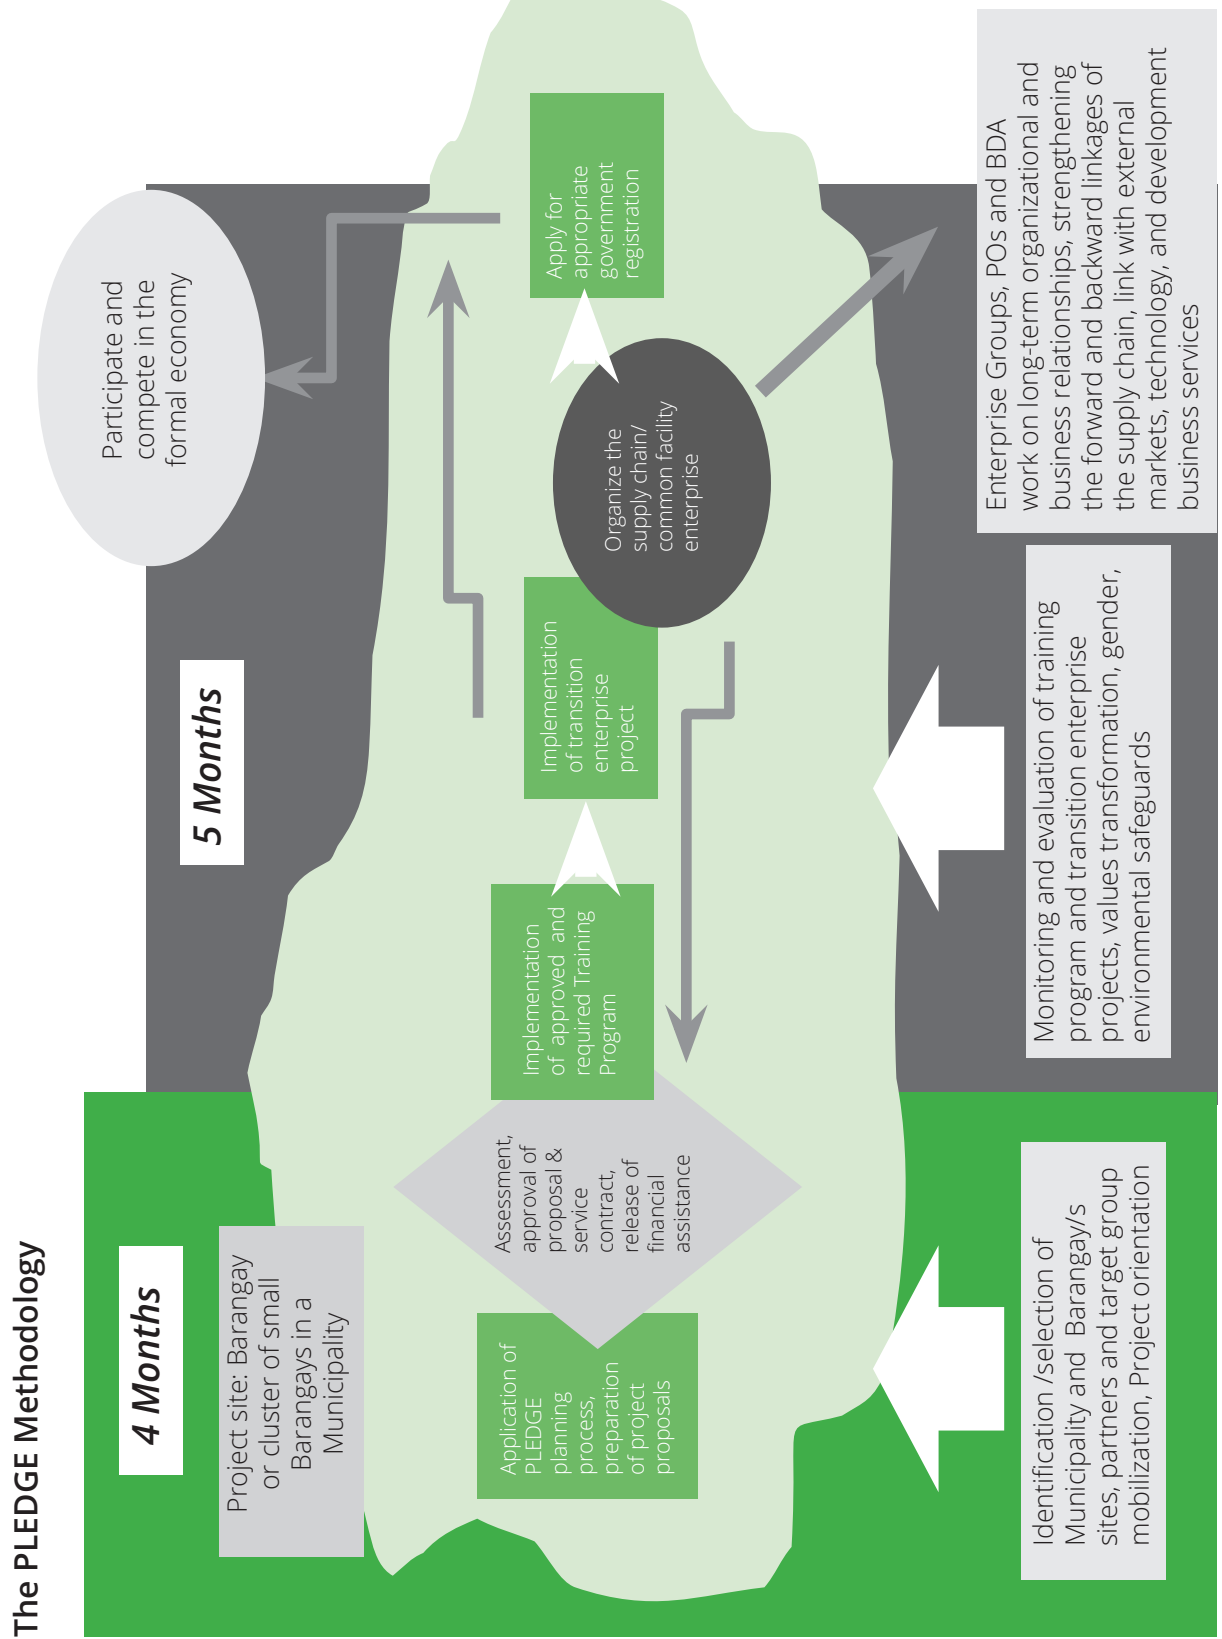 The PLEDGE Methodology
4 Months
5 Months
Project site: Barangay
or cluster of small
Barangays in a
Municipality
Participate and
compete in the
formal economy
Application of
PLEDGE
planning
process,
preparation
of project
proposals
Assessment,
approval of
proposal &
service
contract,
release of
financial
assistance
Implementation
of approved and
required Training
Program
Implementation
of transition
enterprise
project
Organize the
supply chain/
common facility
enterprise
Apply for
appropriate
government
registration
Identification /selection of
Municipality and Barangay/s
sites, partners and target group
mobilization, Project orientation
Monitoring and evaluation of training
program and transition enterprise
projects, values transformation, gender,
environmental safeguards
Enterprise Groups, POs and BDA
work on long-term organizational and
business relationships, strengthening
the forward and backward linkages of
the supply chain, link with external
markets, technology, and development
business services